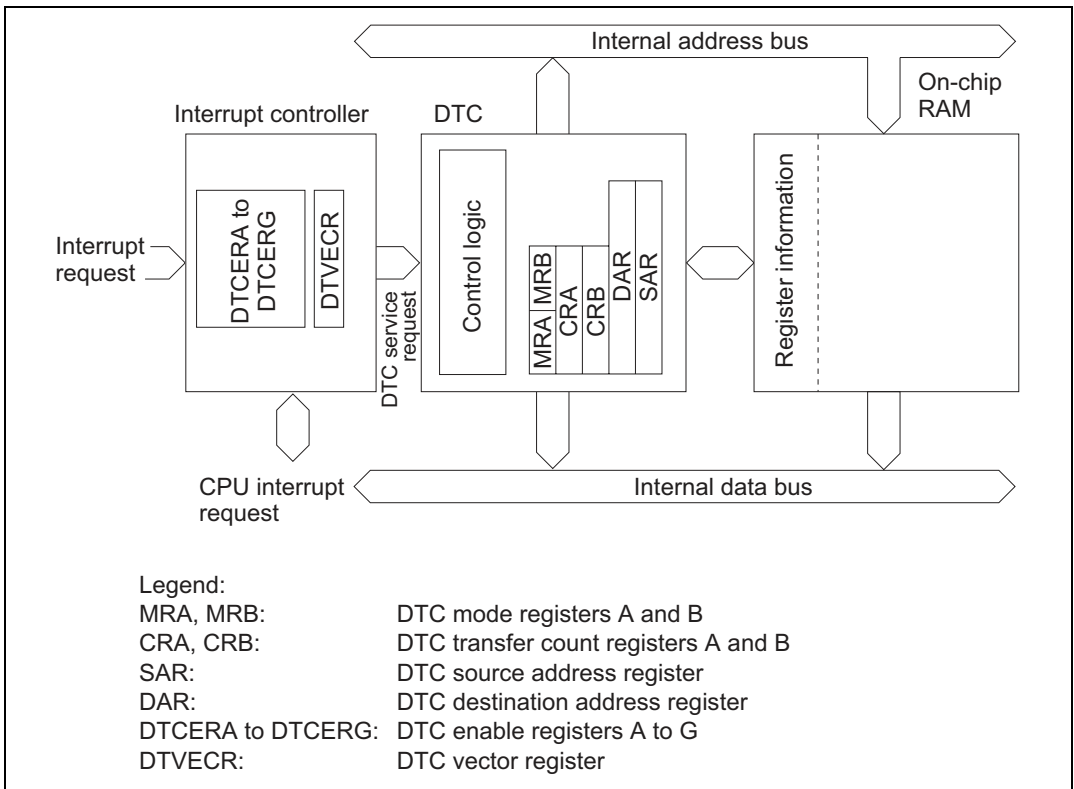 Internal address bus
On-chip
RAM
Interrupt controller
DTC
Interrupt
request
DTCERA to
DTCERG
DTVECR
DTC service
request
Control logic
MRA
MRB
CRA
CRB
DAR
SAR
Register information
CPU interrupt
request
Internal data bus
Legend:
MRA, MRB: DTC mode registers A and B
CRA, CRB: DTC transfer count registers A and B
SAR: DTC source address register
DAR: DTC destination address register
DTCERA to DTCERG: DTC enable registers A to G
DTVECR: DTC vector register